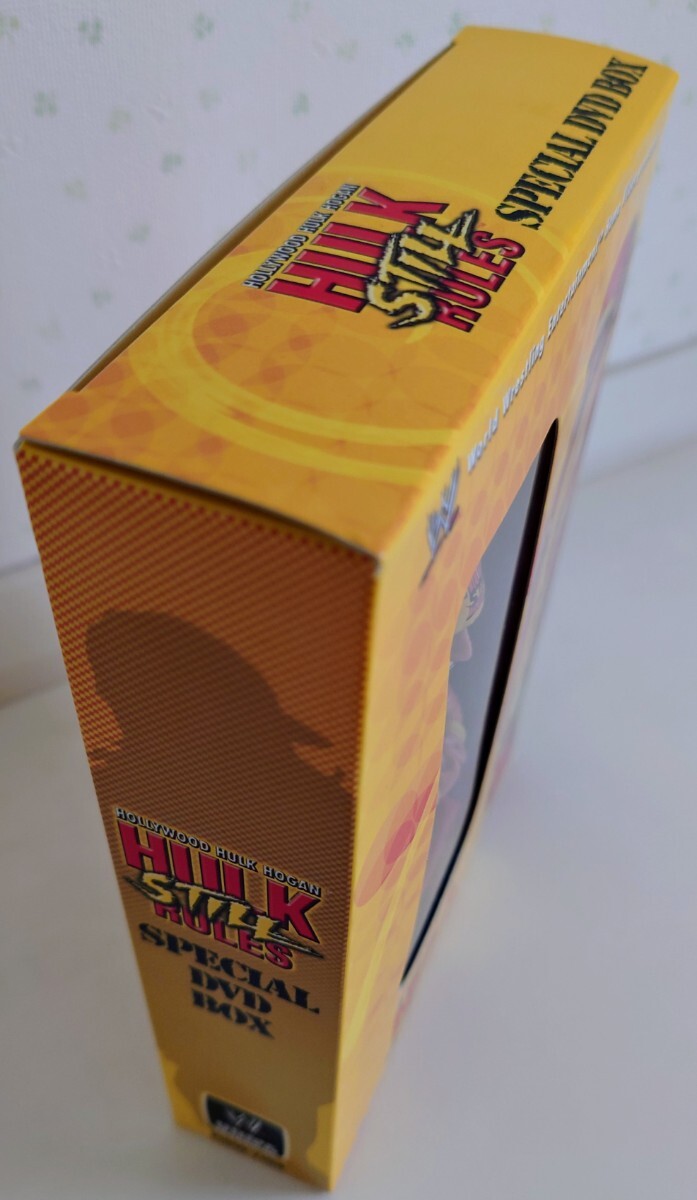 HOLLYWOOD HULK HOGAN
HULK
STILL
RULES
SPECIAL DVD BOX
World Wrestling Entertainment
HOLLYWOOD HULK HOGAN
HULK
STILL
RULES
SPECIAL
DVD
BOX